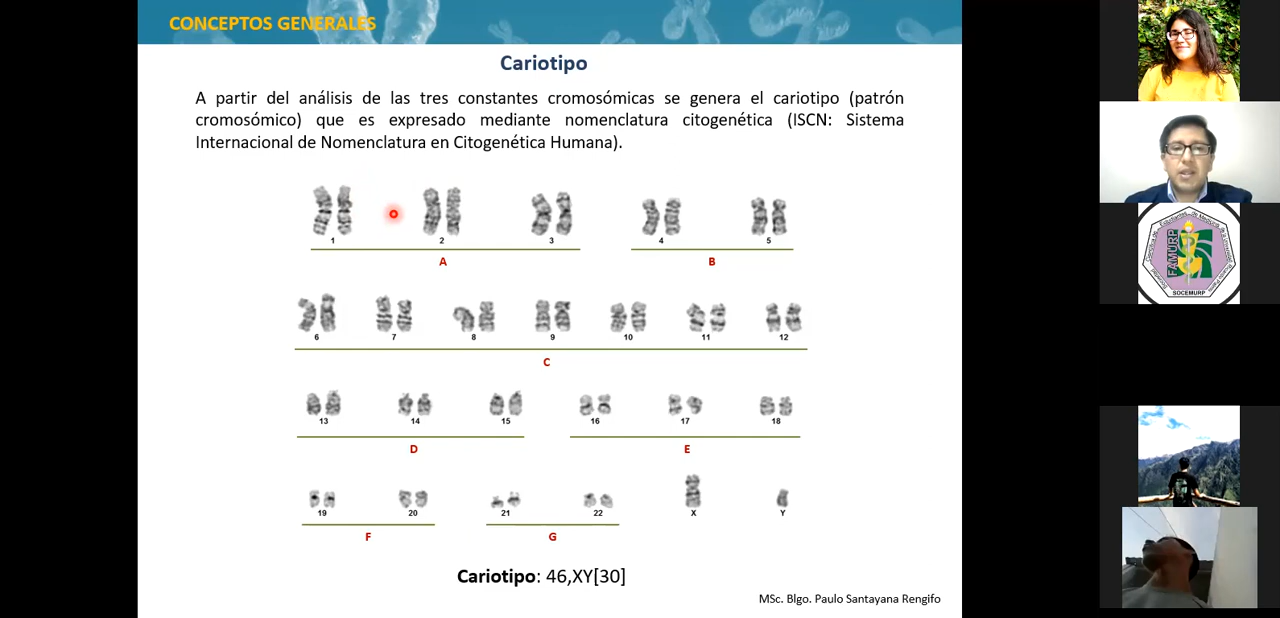 CONCEPTOS GENERALES
Cariotipo
A partir del análisis de las tres constantes cromosómicas se genera el cariotipo (patrón
cromosómico) que es expresado mediante nomenclatura citogenética (ISCN: Sistema
Internacional de Nomenclatura en Citogenética Humana).
1 2 3 4 5
A B
6 7 8 9 10 11 12
C
13 14 15 16 17 18
D E
19 20 21 22 X Y
F G
Cariotipo: 46,XY[30]
MSc. Blgo. Paulo Santayana Rengifo
FAMURP
SOCEMURP